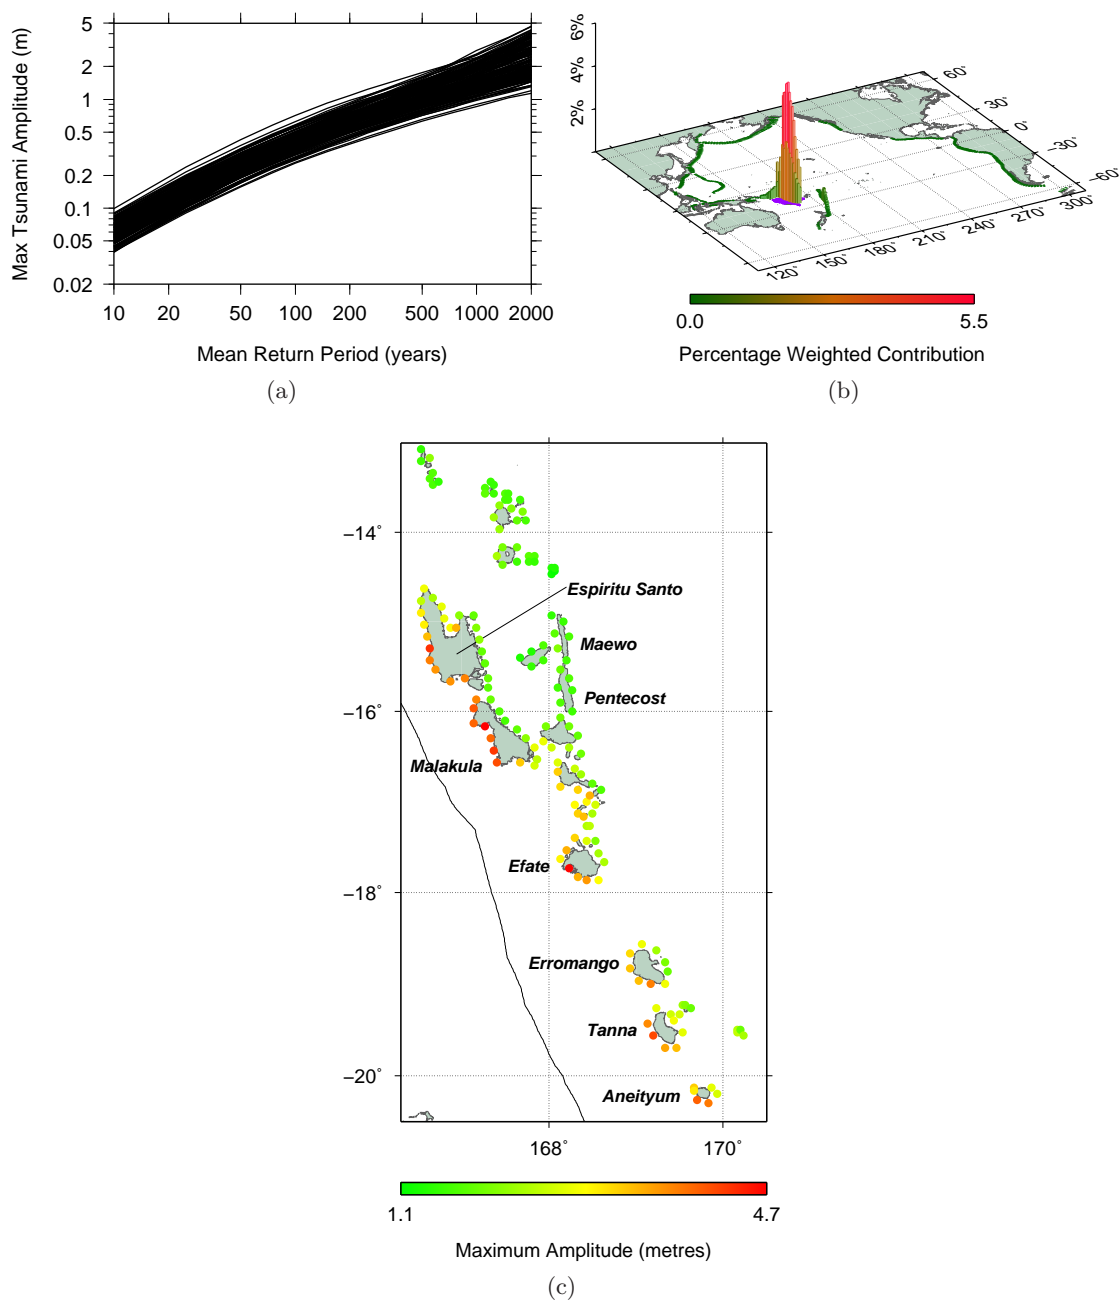 Max Tsunami Amplitude (m)
5
2
1
0.5
0.2
0.1
0.05
0.02
10 20 50 100 200 500 1000 2000
Mean Return Period (years)
(a)
6%
4%
2%
60°
30°
0°
−30°
−60°
120° 150° 180° 210° 240° 270° 300°
0.0 5.5
Percentage Weighted Contribution
(b)
−14°
−16°
−18°
−20°
Espiritu Santo
Maewo
Pentecost
Malakula
Efate
Erromango
Tanna
Aneityum
168° 170°
1.1 4.7
Maximum Amplitude (metres)
(c)